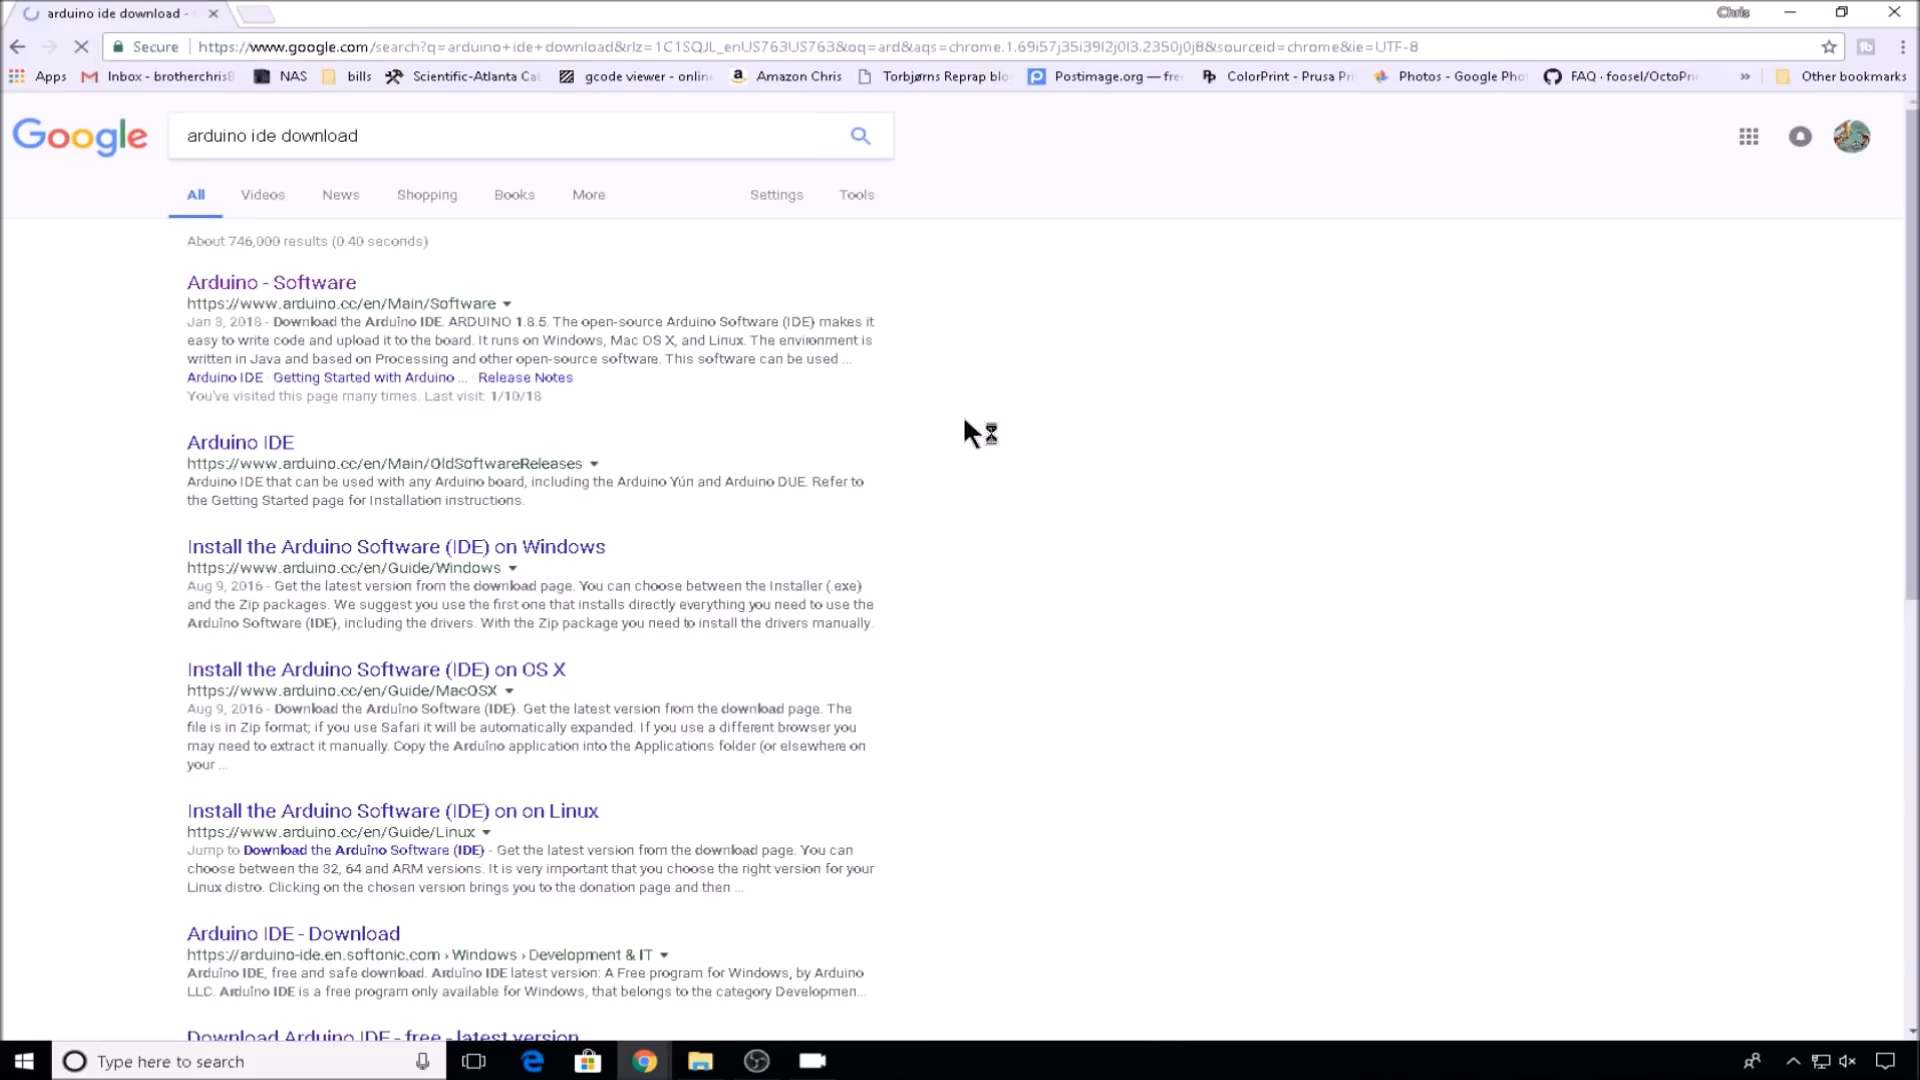 arduino ide download -
Chris
Secure https://www.google.com/search?q=arduino+ide+download&rlz=1C1SQJL_enUS763US763&oq=ard&aqs=chrome.1.69i57j35i39l2j0l3.2350j0j8&sourceid=chrome&ie=UTF-8
Apps Inbox - brotherchris NAS bills Scientific-Atlanta Ca gcode viewer - onlin Amazon Chris Torbjørns Reprap blo Postimage.org — fre ColorPrint - Prusa Pr Photos - Google Pho FAQ · foosel/OctoPri » Other bookmarks
Google arduino ide download
All Videos News Shopping Books More Settings Tools
About 746,000 results (0.40 seconds)
Arduino - Software
https://www.arduino.cc/en/Main/Software
Jan 3, 2018 - Download the Arduino IDE. ARDUINO 1.8.5. The open-source Arduino Software (IDE) makes it
easy to write code and upload it to the board. It runs on Windows, Mac OS X, and Linux. The environment is
written in Java and based on Processing and other open-source software. This software can be used ...
Arduino IDE · Getting Started with Arduino ... · Release Notes
You've visited this page many times. Last visit: 1/10/18
Arduino IDE
https://www.arduino.cc/en/Main/OldSoftwareReleases
Arduino IDE that can be used with any Arduino board, including the Arduino Yún and Arduino DUE. Refer to
the Getting Started page for Installation instructions.
Install the Arduino Software (IDE) on Windows
https://www.arduino.cc/en/Guide/Windows
Aug 9, 2016 - Get the latest version from the download page. You can choose between the Installer (.exe)
and the Zip packages. We suggest you use the first one that installs directly everything you need to use the
Arduino Software (IDE), including the drivers. With the Zip package you need to install the drivers manually.
Install the Arduino Software (IDE) on OS X
https://www.arduino.cc/en/Guide/MacOSX
Aug 9, 2016 - Download the Arduino Software (IDE). Get the latest version from the download page. The
file is in Zip format; if you use Safari it will be automatically expanded. If you use a different browser you
may need to extract it manually. Copy the Arduino application into the Applications folder (or elsewhere on
your ...
Install the Arduino Software (IDE) on on Linux
https://www.arduino.cc/en/Guide/Linux
Jump to Download the Arduino Software (IDE) - Get the latest version from the download page. You can
choose between the 32, 64 and ARM versions. It is very important that you choose the right version for your
Linux distro. Clicking on the chosen version brings you to the donation page and then ...
Arduino IDE - Download
https://arduino-ide.en.softonic.com › Windows › Development & IT
Arduino IDE, free and safe download. Arduino IDE latest version: A Free program for Windows, by Arduino
LLC. Arduino IDE is a free program only available for Windows, that belongs to the category Developmen...
Download Arduino IDE - free - latest version
Type here to search